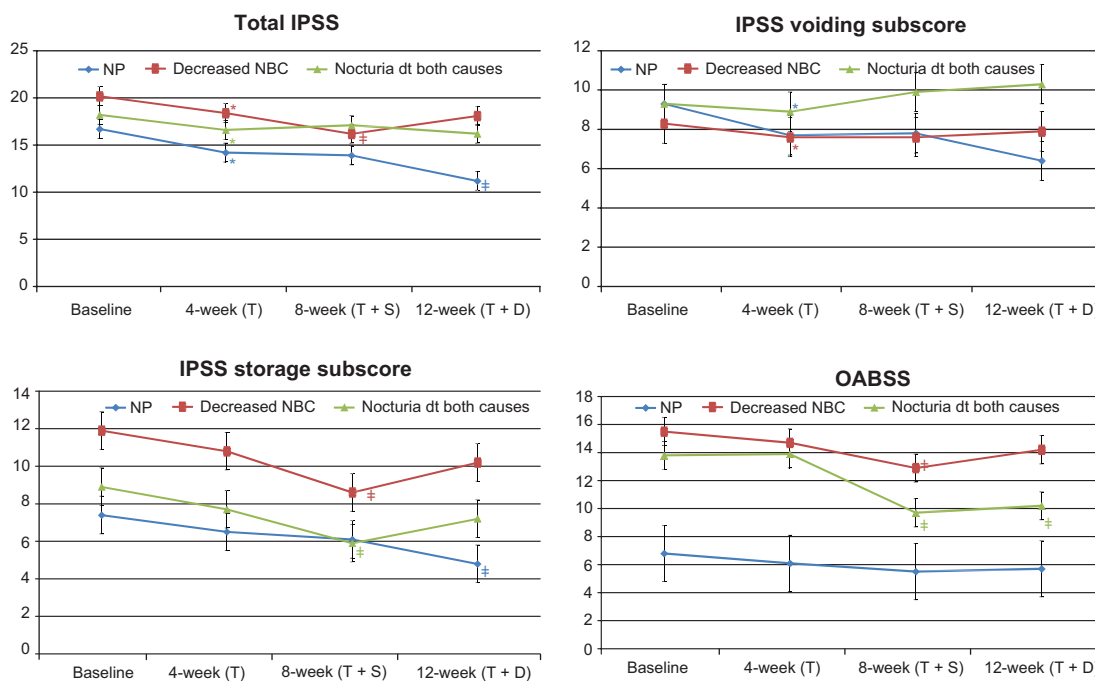 Total IPSS
NP Decreased NBC Nocturia dt both causes
25
20
15
10
5
0
* * *
‡ ‡
Baseline 4-week (T) 8-week (T + S) 12-week (T + D)
IPSS voiding subscore
NP Decreased NBC Nocturia dt both causes
12
10
8
6
4
2
0
* *
Baseline 4-week (T) 8-week (T + S) 12-week (T + D)
IPSS storage subscore
NP Decreased NBC Nocturia dt both causes
14
12
10
8
6
4
2
0
‡ ‡ ‡
Baseline 4-week (T) 8-week (T + S) 12-week (T + D)
OABSS
NP Decreased NBC Nocturia dt both causes
18
16
14
12
10
8
6
4
2
0
‡ ‡ ‡
Baseline 4-week (T) 8-week (T + S) 12-week (T + D)